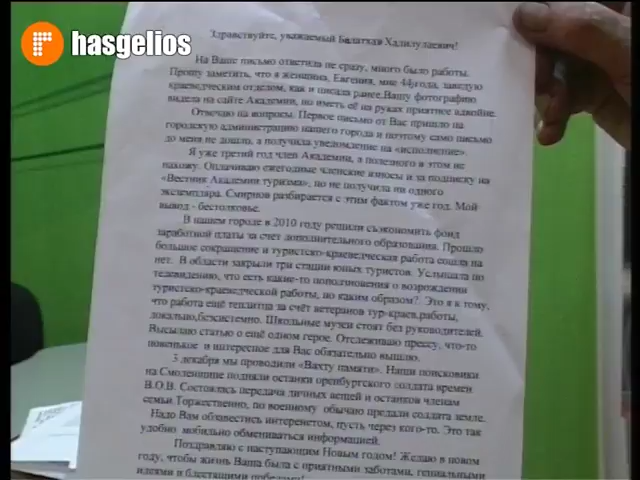 hasgelios
Здравствуйте, уважаемый Балатхан Халилулаевич!
На Ваше письмо ответила не сразу, много было работы.
Прошу заметить, что я женщина, Евгения, мне 44 года, заведую
краеведческим отделом, как и писала ранее. Вашу фотографию
видела на сайте Академии, но иметь её на руках приятнее вдвойне.
Отвечаю на вопросы. Первое письмо от Вас пришло на
городскую администрацию нашего города и поэтому само письмо
до меня не дошло, а получила уведомление на «исполнение».
Я уже третий год член Академии, а полезного в этом не
нахожу. Оплачиваю ежегодные членские взносы и за подписку на
«Вестник Академии туризма», но не получила ни одного
экземпляра. Смирнов разбирается с этим фактом уже год. Мой
вывод - бестолковье.
В нашем городе в 2010 году решили съэкономить фонд
заработной платы за счет дополнительного образования. Прошло
большое сокращение и туристско-краеведческая работа сошла на
нет. В области закрыли три станции юных туристов. Услышала по
телевидению, что есть какие-то поползновения о возрождении
туристско-краеведческой работы, но каким образом? Это я к тому,
что работа ещё теплится за счёт ветеранов тур-краев.работы,
локально,безсистемно. Школьные музеи стоят без руководителей.
Высылаю статью о ещё одном герое. Отслеживаю прессу, что-то
новенькое и интересное для Вас обязательно вышлю.
3 декабря мы проводили «Вахту памяти». Наши поисковики
на Смоленщине подняли останки оренбургского солдата времен
В.О.В. Состоялась передача личных вещей и останков членам
семьи.Торжественно, по военному обычаю предали солдата земле.
Надо Вам обзавестись интернетом, пусть через кого-то. Это так
удобно мобильно обмениваться информацией.
Поздравляю с наступающим Новым годом! Желаю в новом
году, чтобы жизнь Ваша была с приятными заботами, гениальными
идеями и блестящими победами!